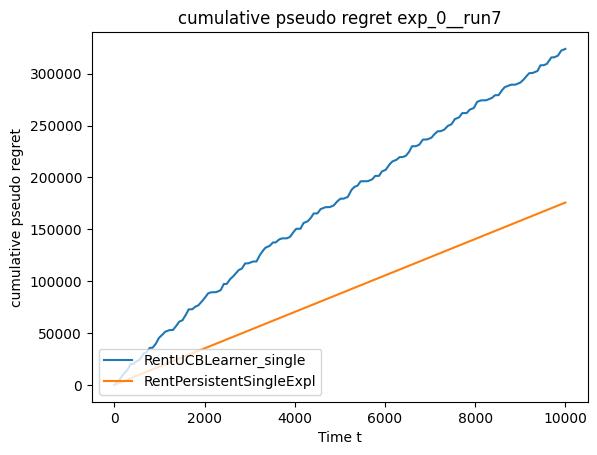 cumulative pseudo regret exp_0__run7
cumulative pseudo regret
300000
250000
200000
150000
100000
50000
0
RentUCBLearner_single
RentPersistentSingleExpl
0 2000 4000 6000 8000 10000
Time t